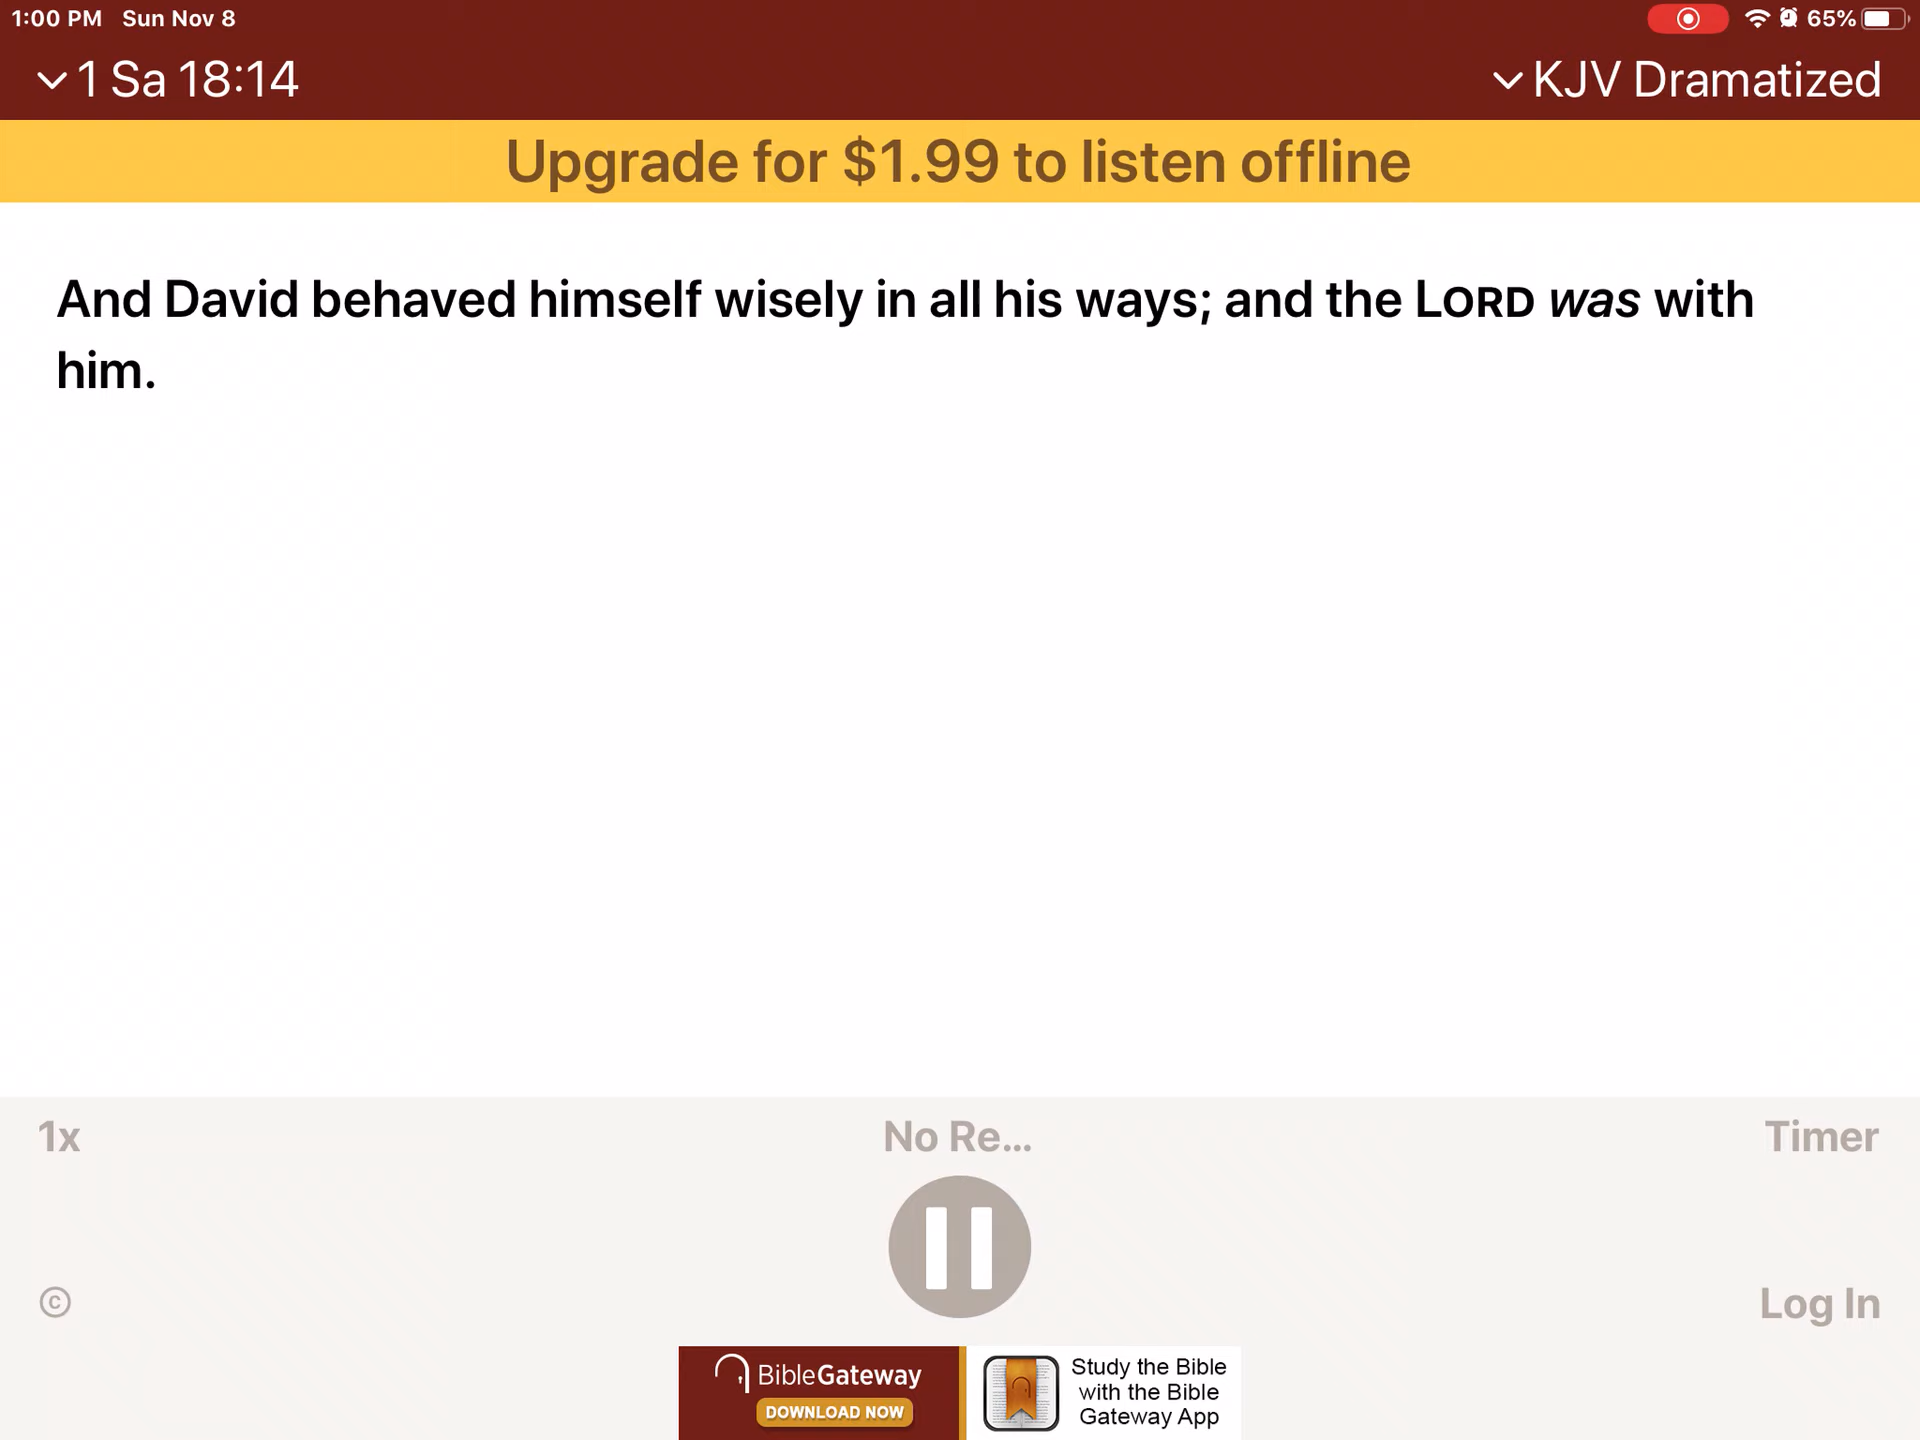 1:00 PM Sun Nov 8 65%
1 Sa 18:14 KJV Dramatized
Upgrade for $1.99 to listen offline
And David behaved himself wisely in all his ways; and the LORD was with
him.
1x No Re... Timer
© Log In
BibleGateway
DOWNLOAD NOW
Study the Bible
with the Bible
Gateway App